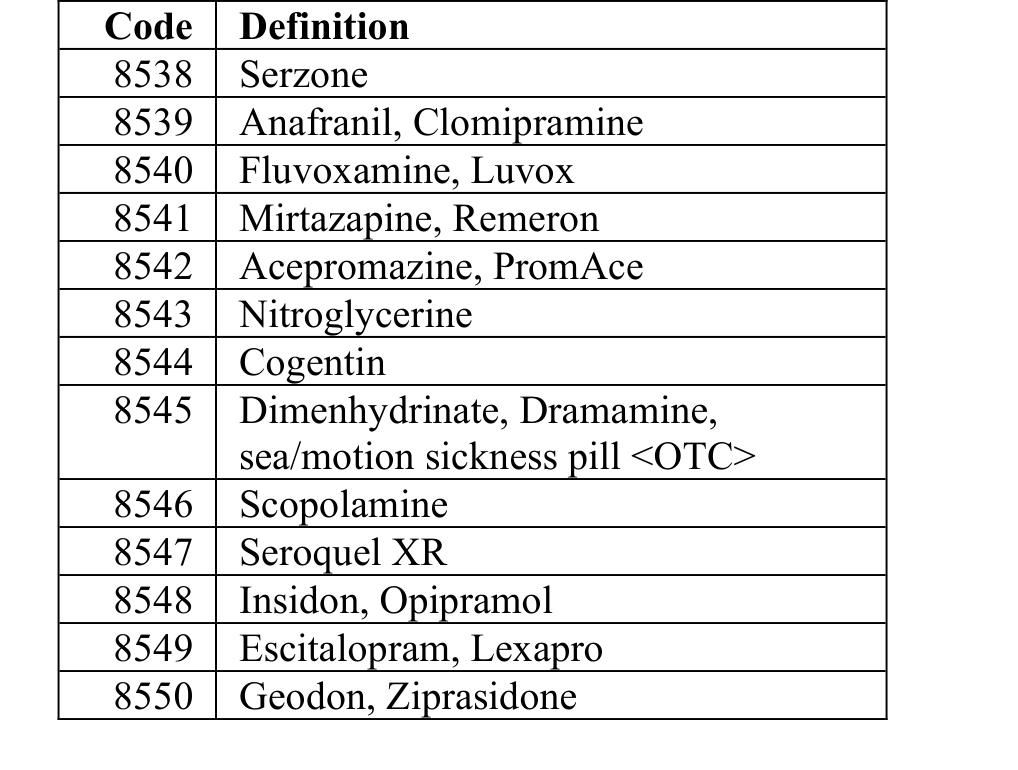 Code Definition
8538 Serzone
8539 Anafranil, Clomipramine
8540 Fluvoxamine, Luvox
8541 Mirtazapine, Remeron
8542 Acepromazine, PromAce
8543 Nitroglycerine
8544 Cogentin
8545 Dimenhydrinate, Dramamine,
sea/motion sickness pill <OTC>
8546 Scopolamine
8547 Seroquel XR
8548 Insidon, Opipramol
8549 Escitalopram, Lexapro
8550 Geodon, Ziprasidone